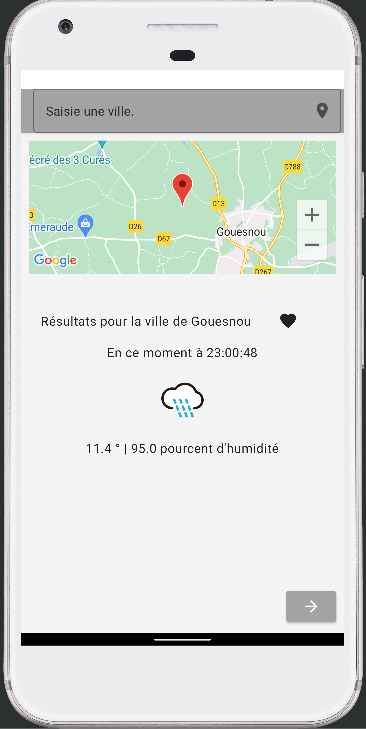 Saisie une ville.
écré des 3 Curés
D788
D13
3
meraude
D26
D67
Gouesnou
+
−
Google
D267
Résultats pour la ville de Gouesnou
En ce moment à 23:00:48
11.4 ° | 95.0 pourcent d'humidité